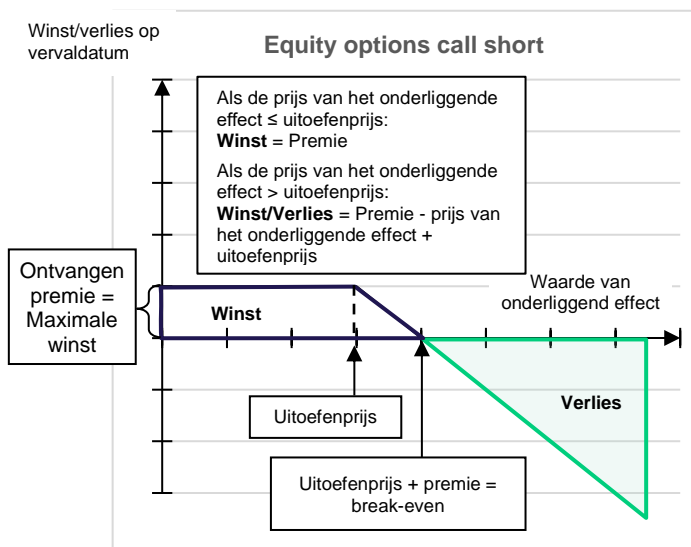 Winst/verlies op
vervaldatum
Equity options call short
Als de prijs van het onderliggende
effect ≤ uitoefenprijs:
Winst = Premie
Als de prijs van het onderliggende
effect > uitoefenprijs:
Winst/Verlies = Premie - prijs van
het onderliggende effect +
uitoefenprijs
Ontvangen
premie =
Maximale
winst
Winst
Waarde van
onderliggend effect
Verlies
Uitoefenprijs
Uitoefenprijs + premie =
break-even